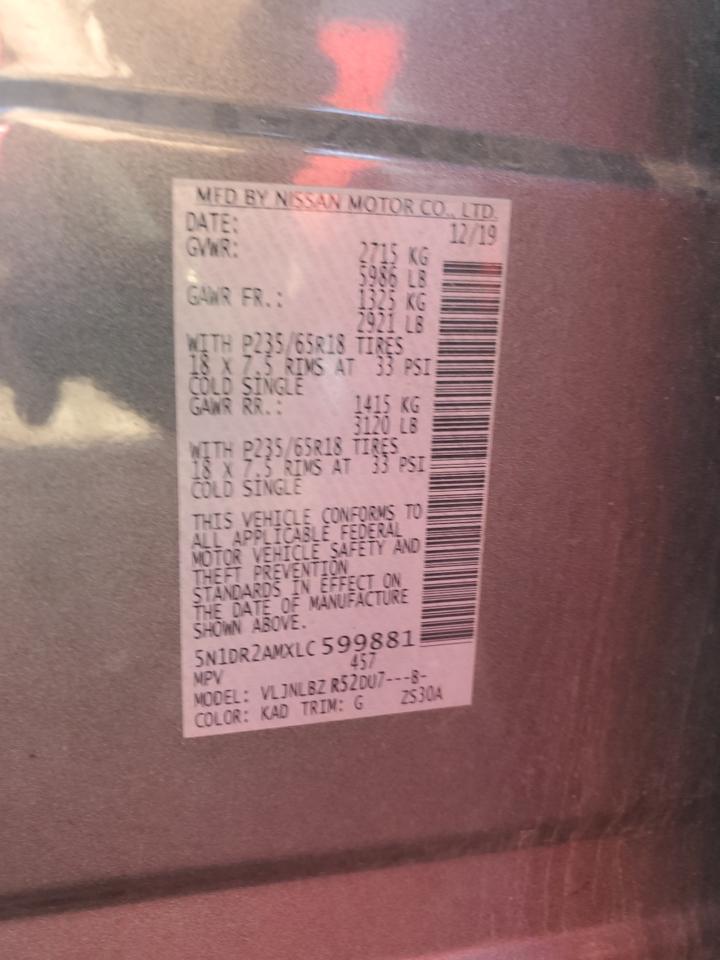 MFD BY NISSAN MOTOR CO., LTD.
DATE: 12/19
GVWR: 2715 KG
5986 LB
GAWR FR.: 1325 KG
2921 LB
WITH P235/65R18 TIRES
18 X 7.5 RIMS AT 33 PSI
COLD SINGLE
GAWR RR.: 1415 KG
3120 LB
WITH P235/65R18 TIRES
18 X 7.5 RIMS AT 33 PSI
COLD SINGLE
THIS VEHICLE CONFORMS TO
ALL APPLICABLE FEDERAL
MOTOR VEHICLE SAFETY AND
THEFT PREVENTION
STANDARDS IN EFFECT ON
THE DATE OF MANUFACTURE
SHOWN ABOVE.
5N1DR2AMXLC599881
MPV 457
MODEL: VLJNLBZ R52DU7---B-
COLOR: KAD TRIM: G ZS30A